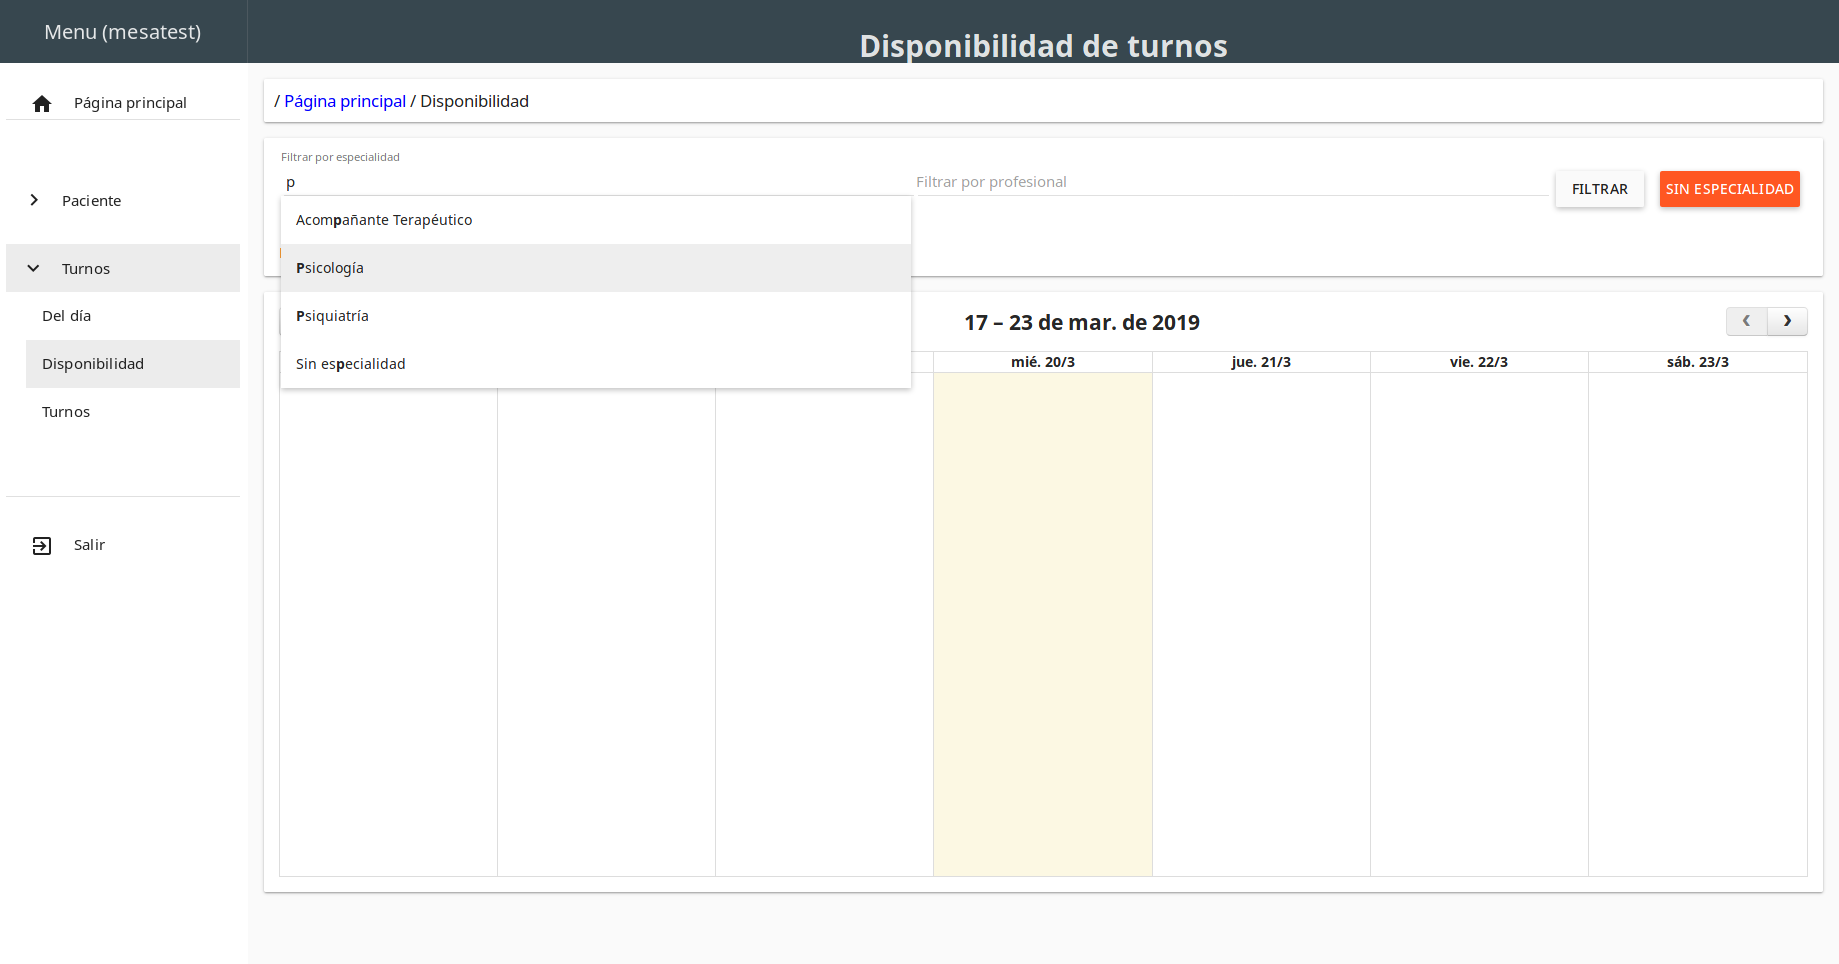 Menu (mesatest)
Disponibilidad de turnos
Página principal
/ Página principal / Disponibilidad
Filtrar por especialidad
p
Filtrar por profesional
FILTRAR
SIN ESPECIALIDAD
Acompañante Terapéutico
Psicología
Psiquiatría
Sin especialidad
Paciente
Turnos
Del día
Disponibilidad
Turnos
Salir
17 – 23 de mar. de 2019
mié. 20/3
jue. 21/3
vie. 22/3
sáb. 23/3